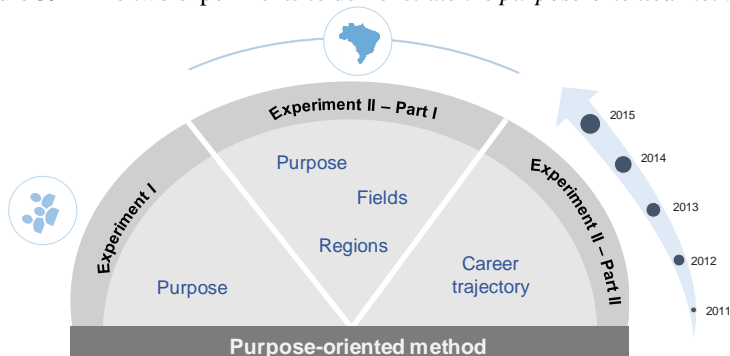 Experiment II – Part I
2015
2014
2013
2012
2011
Experiment I
Experiment II – Part II
Purpose
Fields
Regions
Purpose
Career
trajectory
Purpose-oriented method